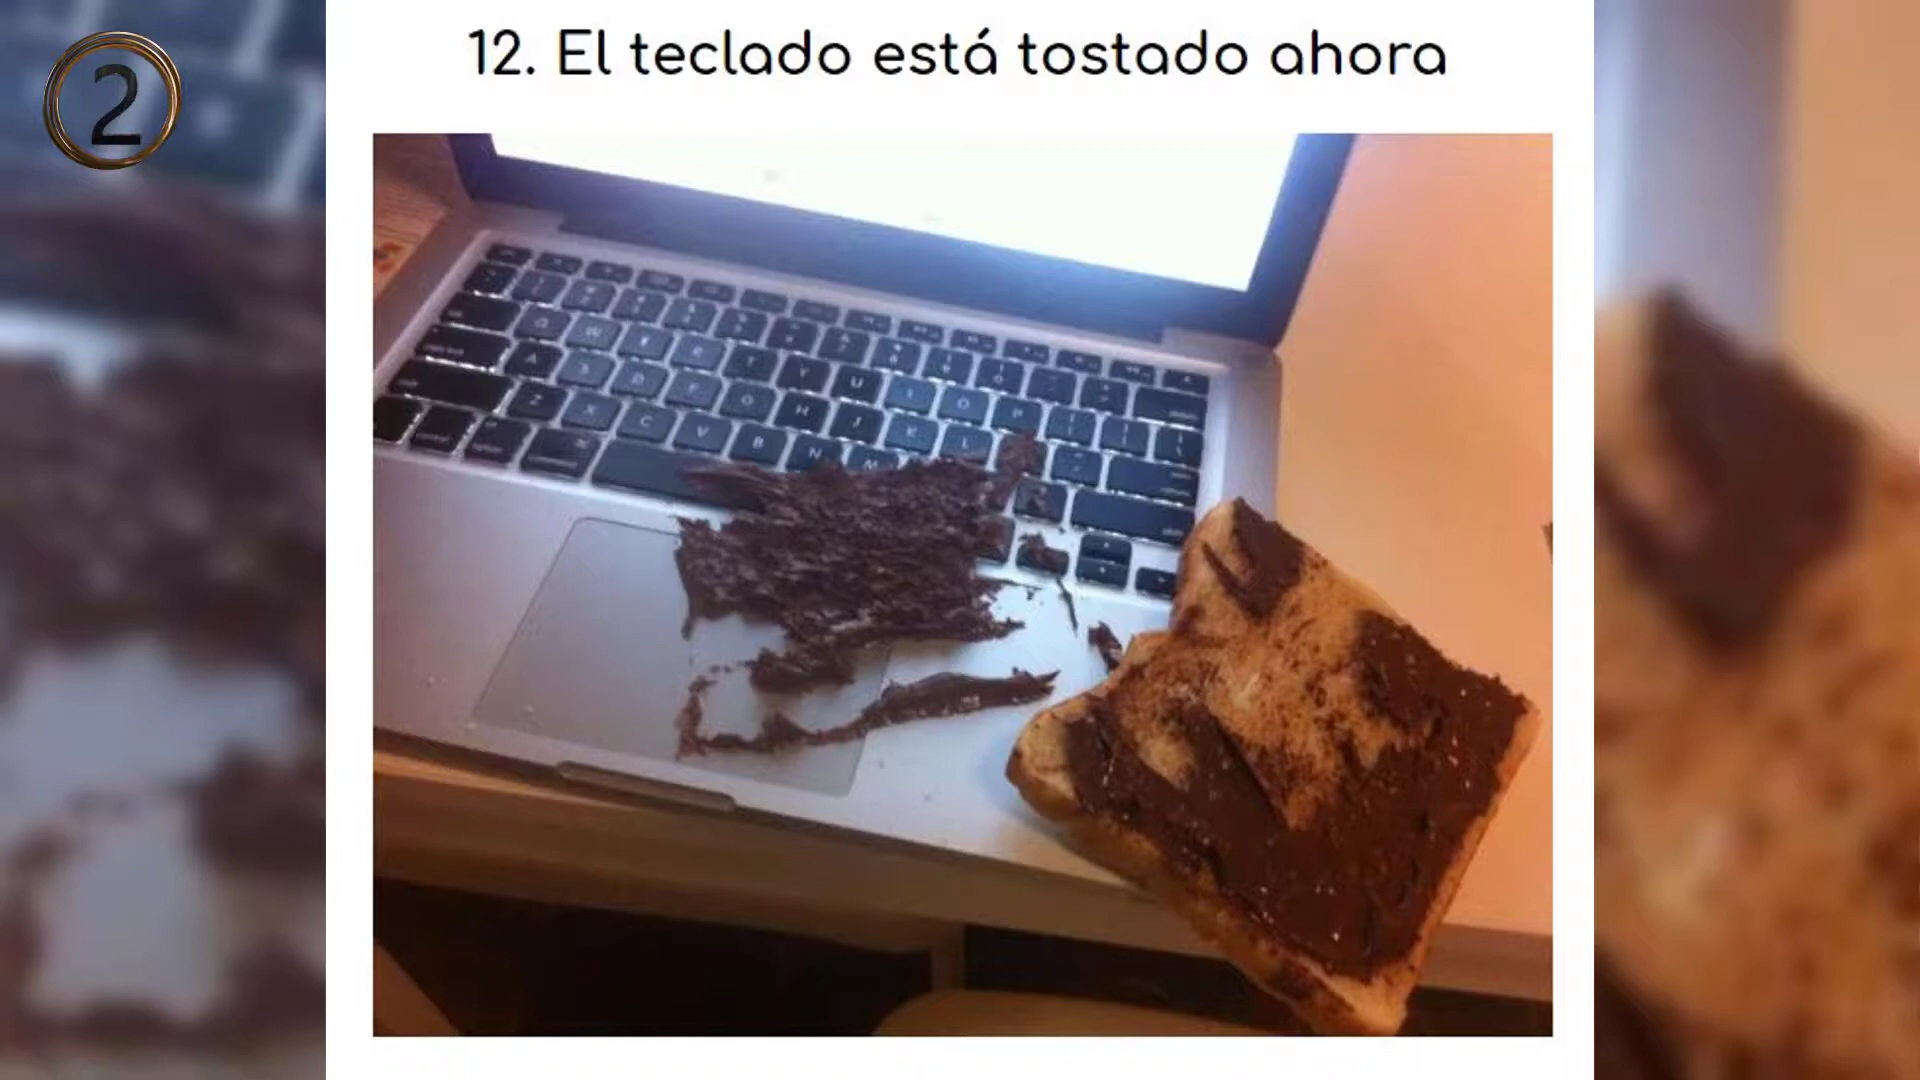 2
12. El teclado está tostado ahora
Q W
T Y U I O P
A S D F G H J K L
Z X C V B N M